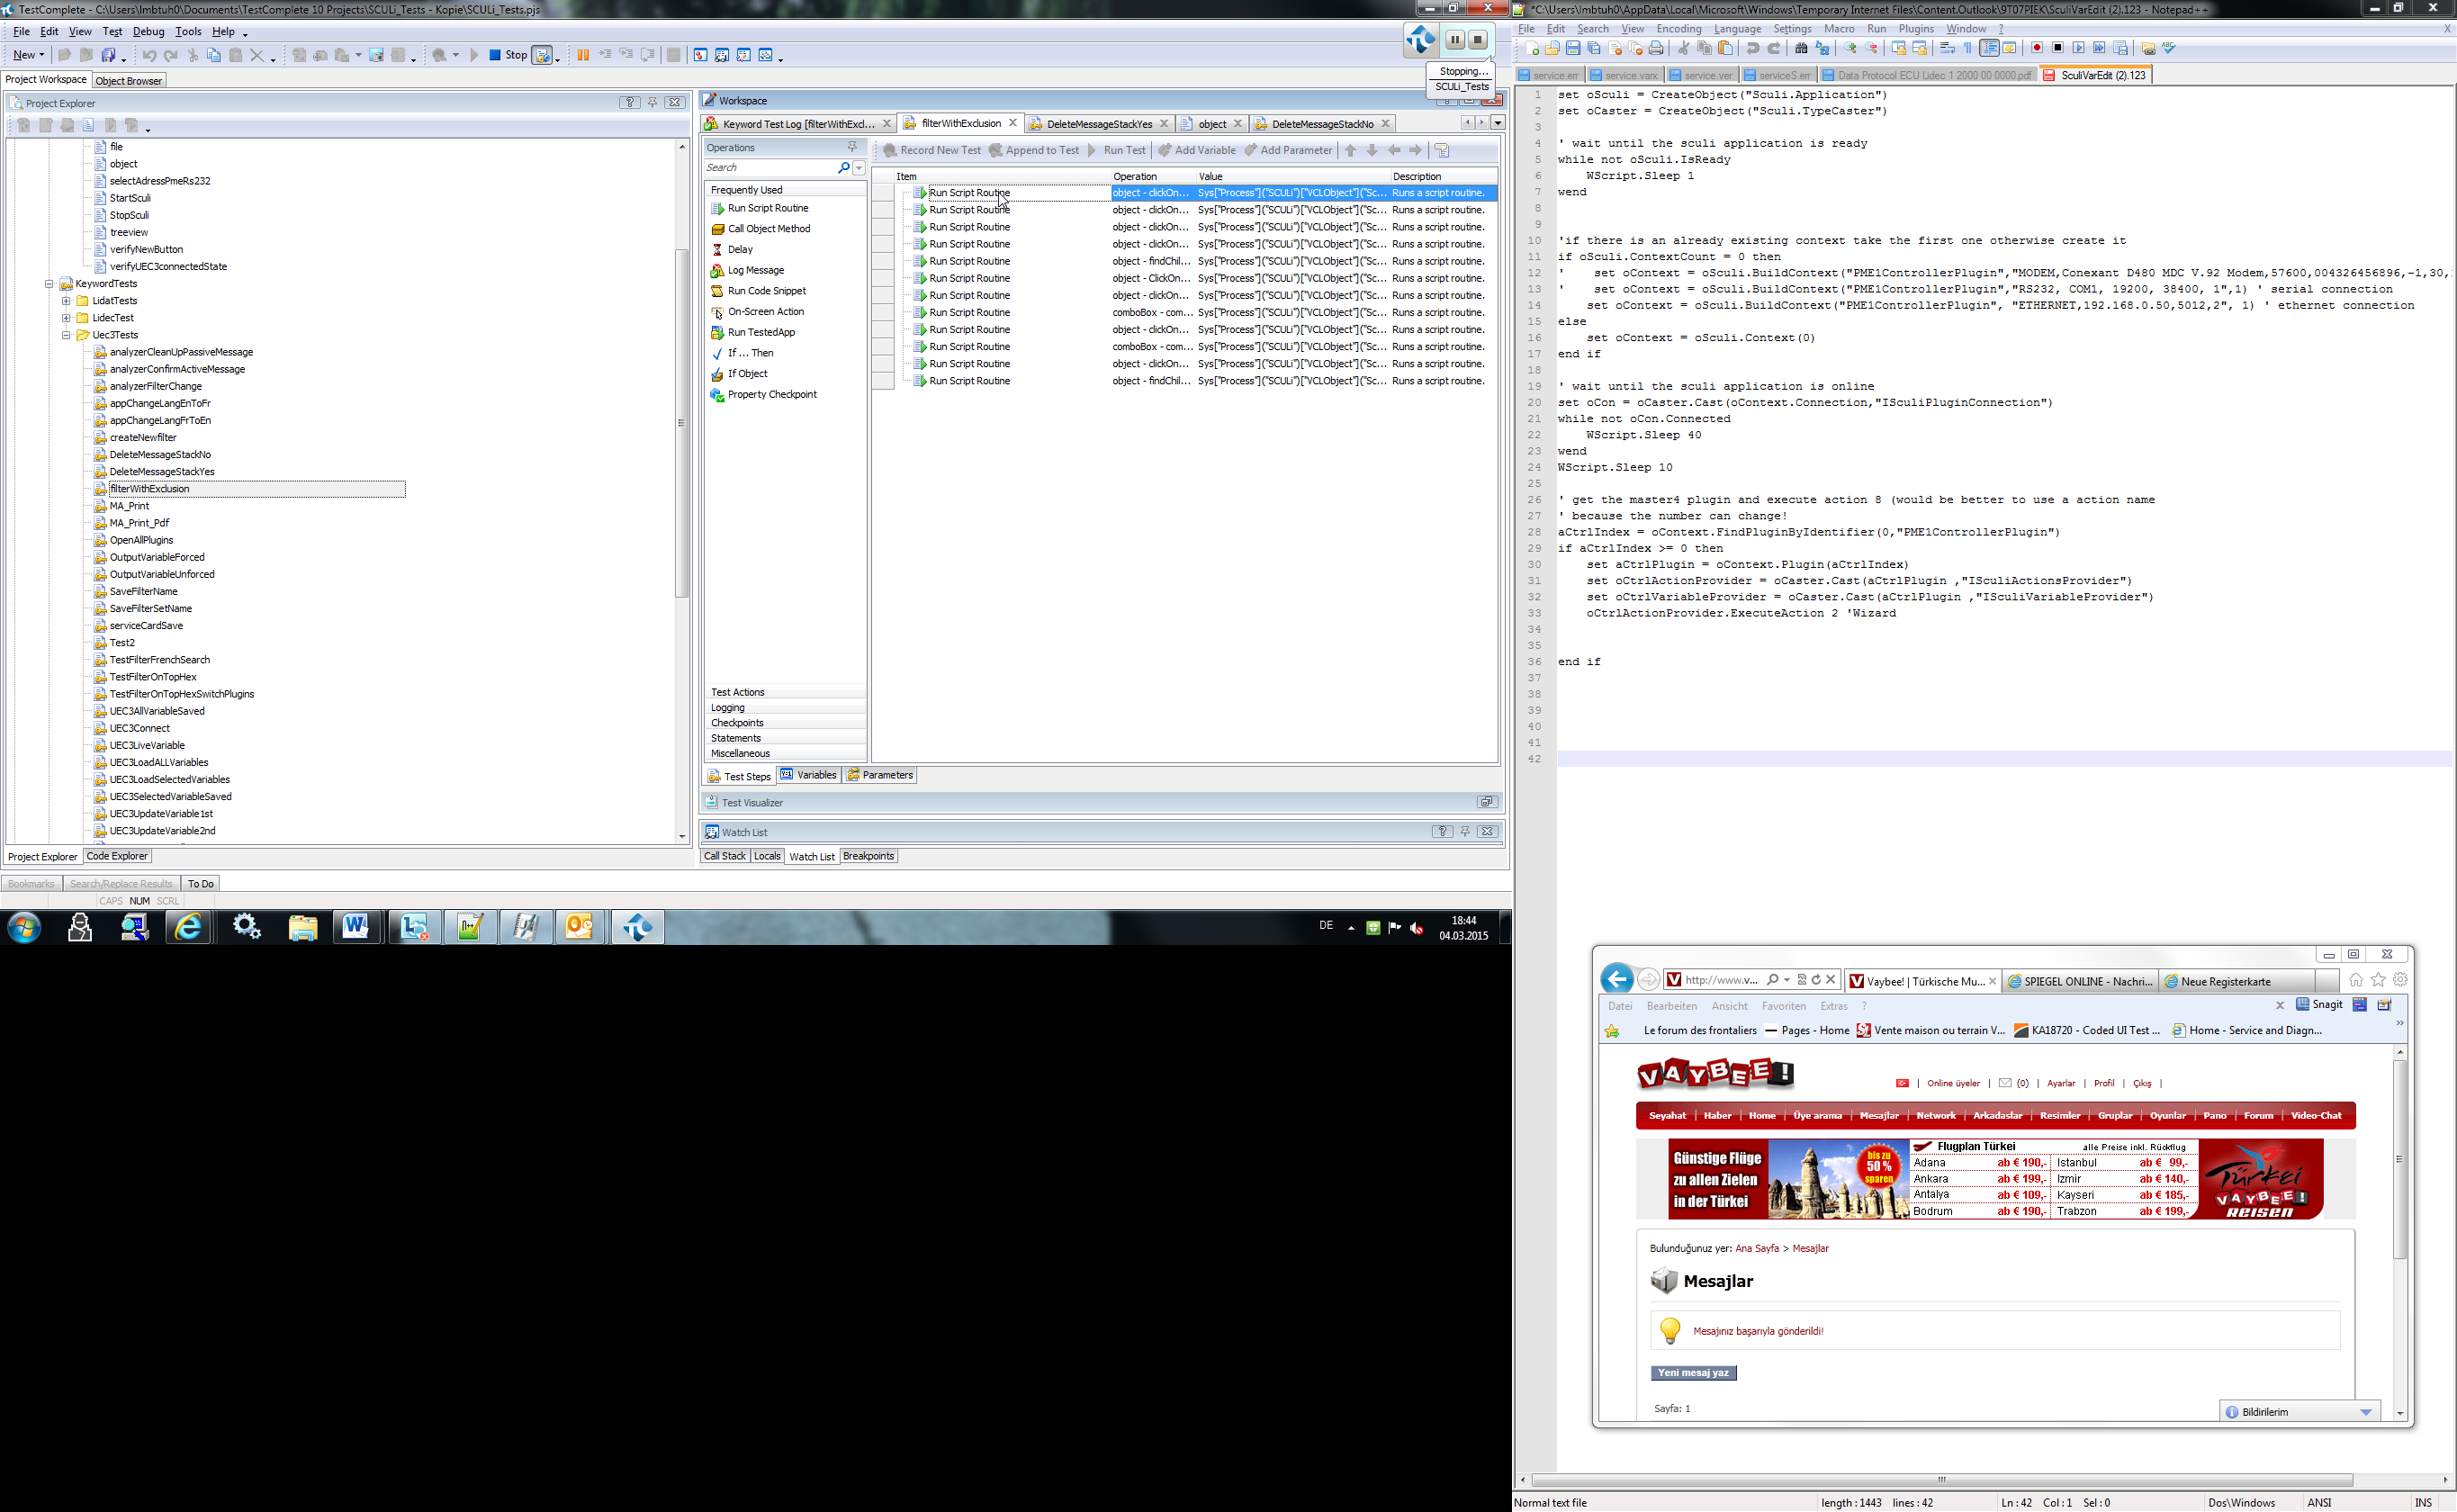 TestComplete - C:\Users\lmbtuh0\Documents\TestComplete 10 Projects\SCULi_Tests - Kopie\SCULi_Tests.pjs
File Edit View Test Debug Tools Help
New Stop
Stopping...
SCULi_Tests
Project Workspace Object Browser
Project Explorer
file
object
selectAdressPmeRs232
StartSculi
StopSculi
treeview
verifyNewButton
verifyUEC3connectedState
KeywordTests
LidatTests
LidecTest
Uec3Tests
analyzerCleanUpPassiveMessage
analyzerConfirmActiveMessage
analyzerFilterChange
appChangeLangEnToFr
appChangeLangFrToEn
createNewfilter
DeleteMessageStackNo
DeleteMessageStackYes
filterWithExclusion
MA_Print
MA_Print_Pdf
OpenAllPlugins
OutputVariableForced
OutputVariableUnforced
SaveFilterName
SaveFilterSetName
serviceCardSave
Test2
TestFilterFrenchSearch
TestFilterOnTopHex
TestFilterOnTopHexSwitchPlugins
UEC3AllVariableSaved
UEC3Connect
UEC3LiveVariable
UEC3LoadALLVariables
UEC3LoadSelectedVariables
UEC3SelectedVariableSaved
UEC3UpdateVariable1st
UEC3UpdateVariable2nd
Project Explorer Code Explorer
Bookmarks Search/Replace Results To Do
CAPS NUM SCRL
Workspace
Keyword Test Log [filterWithExcl... filterWithExclusion DeleteMessageStackYes object DeleteMessageStackNo
Operations
Search
Frequently Used
Run Script Routine
Call Object Method
Delay
Log Message
Run Code Snippet
On-Screen Action
Run TestedApp
If ... Then
If Object
Property Checkpoint
Test Actions
Logging
Checkpoints
Statements
Miscellaneous
Record New Test Append to Test Run Test Add Variable Add Parameter
Item Operation Value Description
Run Script Routine object - clickOn... Sys["Process"]("SCULi")["VCLObject"]("Sc... Runs a script routine.
Run Script Routine object - clickOn... Sys["Process"]("SCULi")["VCLObject"]("Sc... Runs a script routine.
Run Script Routine object - clickOn... Sys["Process"]("SCULi")["VCLObject"]("Sc... Runs a script routine.
Run Script Routine object - clickOn... Sys["Process"]("SCULi")["VCLObject"]("Sc... Runs a script routine.
Run Script Routine object - findChil... Sys["Process"]("SCULi")["VCLObject"]("Sc... Runs a script routine.
Run Script Routine object - ClickOn... Sys["Process"]("SCULi")["VCLObject"]("Sc... Runs a script routine.
Run Script Routine object - clickOn... Sys["Process"]("SCULi")["VCLObject"]("Sc... Runs a script routine.
Run Script Routine comboBox - com... Sys["Process"]("SCULi")["VCLObject"]("Sc... Runs a script routine.
Run Script Routine object - clickOn... Sys["Process"]("SCULi")["VCLObject"]("Sc... Runs a script routine.
Run Script Routine comboBox - com... Sys["Process"]("SCULi")["VCLObject"]("Sc... Runs a script routine.
Run Script Routine object - clickOn... Sys["Process"]("SCULi")["VCLObject"]("Sc... Runs a script routine.
Run Script Routine object - findChil... Sys["Process"]("SCULi")["VCLObject"]("Sc... Runs a script routine.
Test Steps Variables Parameters
Test Visualizer
Watch List
Call Stack Locals Watch List Breakpoints
DE 18:44
04.03.2015
*C:\Users\lmbtuh0\AppData\Local\Microsoft\Windows\Temporary Internet Files\Content.Outlook\9T07PIEK\SculiVarEdit (2).123 - Notepad++
File Edit Search View Encoding Language Settings Macro Run Plugins Window ? X
service.err service.varx service.ver serviceS.err Data Protocol ECU Lidec 1 2000 00 0000.pdf SculiVarEdit (2).123
1 set oSculi = CreateObject("Sculi.Application")
2 set oCaster = CreateObject("Sculi.TypeCaster")
3
4 ' wait until the sculi application is ready
5 while not oSculi.IsReady
6 WScript.Sleep 1
7 wend
8
9
10 'if there is an already existing context take the first one otherwise create it
11 if oSculi.ContextCount = 0 then
12 ' set oContext = oSculi.BuildContext("PME1ControllerPlugin","MODEM,Conexant D480 MDC V.92 Modem,57600,004326456896,-1,30,
13 ' set oContext = oSculi.BuildContext("PME1ControllerPlugin","RS232, COM1, 19200, 38400, 1",1) ' serial connection
14 set oContext = oSculi.BuildContext("PME1ControllerPlugin", "ETHERNET,192.168.0.50,5012,2", 1) ' ethernet connection
15 else
16 set oContext = oSculi.Context(0)
17 end if
18
19 ' wait until the sculi application is online
20 set oCon = oCaster.Cast(oContext.Connection,"ISculiPluginConnection")
21 while not oCon.Connected
22 WScript.Sleep 40
23 wend
24 WScript.Sleep 10
25
26 ' get the master4 plugin and execute action 8 (would be better to use a action name
27 ' because the number can change!
28 aCtrlIndex = oContext.FindPluginByIdentifier(0,"PME1ControllerPlugin")
29 if aCtrlIndex >= 0 then
30 set aCtrlPlugin = oContext.Plugin(aCtrlIndex)
31 set oCtrlActionProvider = oCaster.Cast(aCtrlPlugin ,"ISculiActionsProvider")
32 set oCtrlVariableProvider = oCaster.Cast(aCtrlPlugin ,"ISculiVariableProvider")
33 oCtrlActionProvider.ExecuteAction 2 'Wizard
34
35
36 end if
37
38
39
40
41
42
http://www.v... Vaybee! | Türkische Mu... SPIEGEL ONLINE - Nachri... Neue Registerkarte
Datei Bearbeiten Ansicht Favoriten Extras ? x Snagit
Le forum des frontaliers Pages - Home Vente maison ou terrain V... KA18720 - Coded UI Test ... Home - Service and Diagn...
VAYBEE!
| Online üyeler | (0) | Ayarlar | Profil | Çıkış |
Seyahat | Haber | Home | Üye arama | Mesajlar | Network | Arkadaslar | Resimler | Gruplar | Oyunlar | Pano | Forum | Video-Chat
Günstige Flüge
zu allen Zielen
in der Türkei
bis zu
50 %
sparen
Flugplan Türkei alle Preise inkl. Rückflug
Adana ab € 190,- Istanbul ab € 99,-
Ankara ab € 199,- Izmir ab € 140,-
Antalya ab € 109,- Kayseri ab € 185,-
Bodrum ab € 190,- Trabzon ab € 199,-
Türkei
VAYBEE!
REISEN
Bulunduğunuz yer: Ana Sayfa > Mesajlar
Mesajlar
Mesajınız başarıyla gönderildi!
Yeni mesaj yaz
Sayfa: 1
Bildirilerim
Normal text file length : 1443 lines : 42 Ln : 42 Col : 1 Sel : 0 Dos\Windows ANSI INS